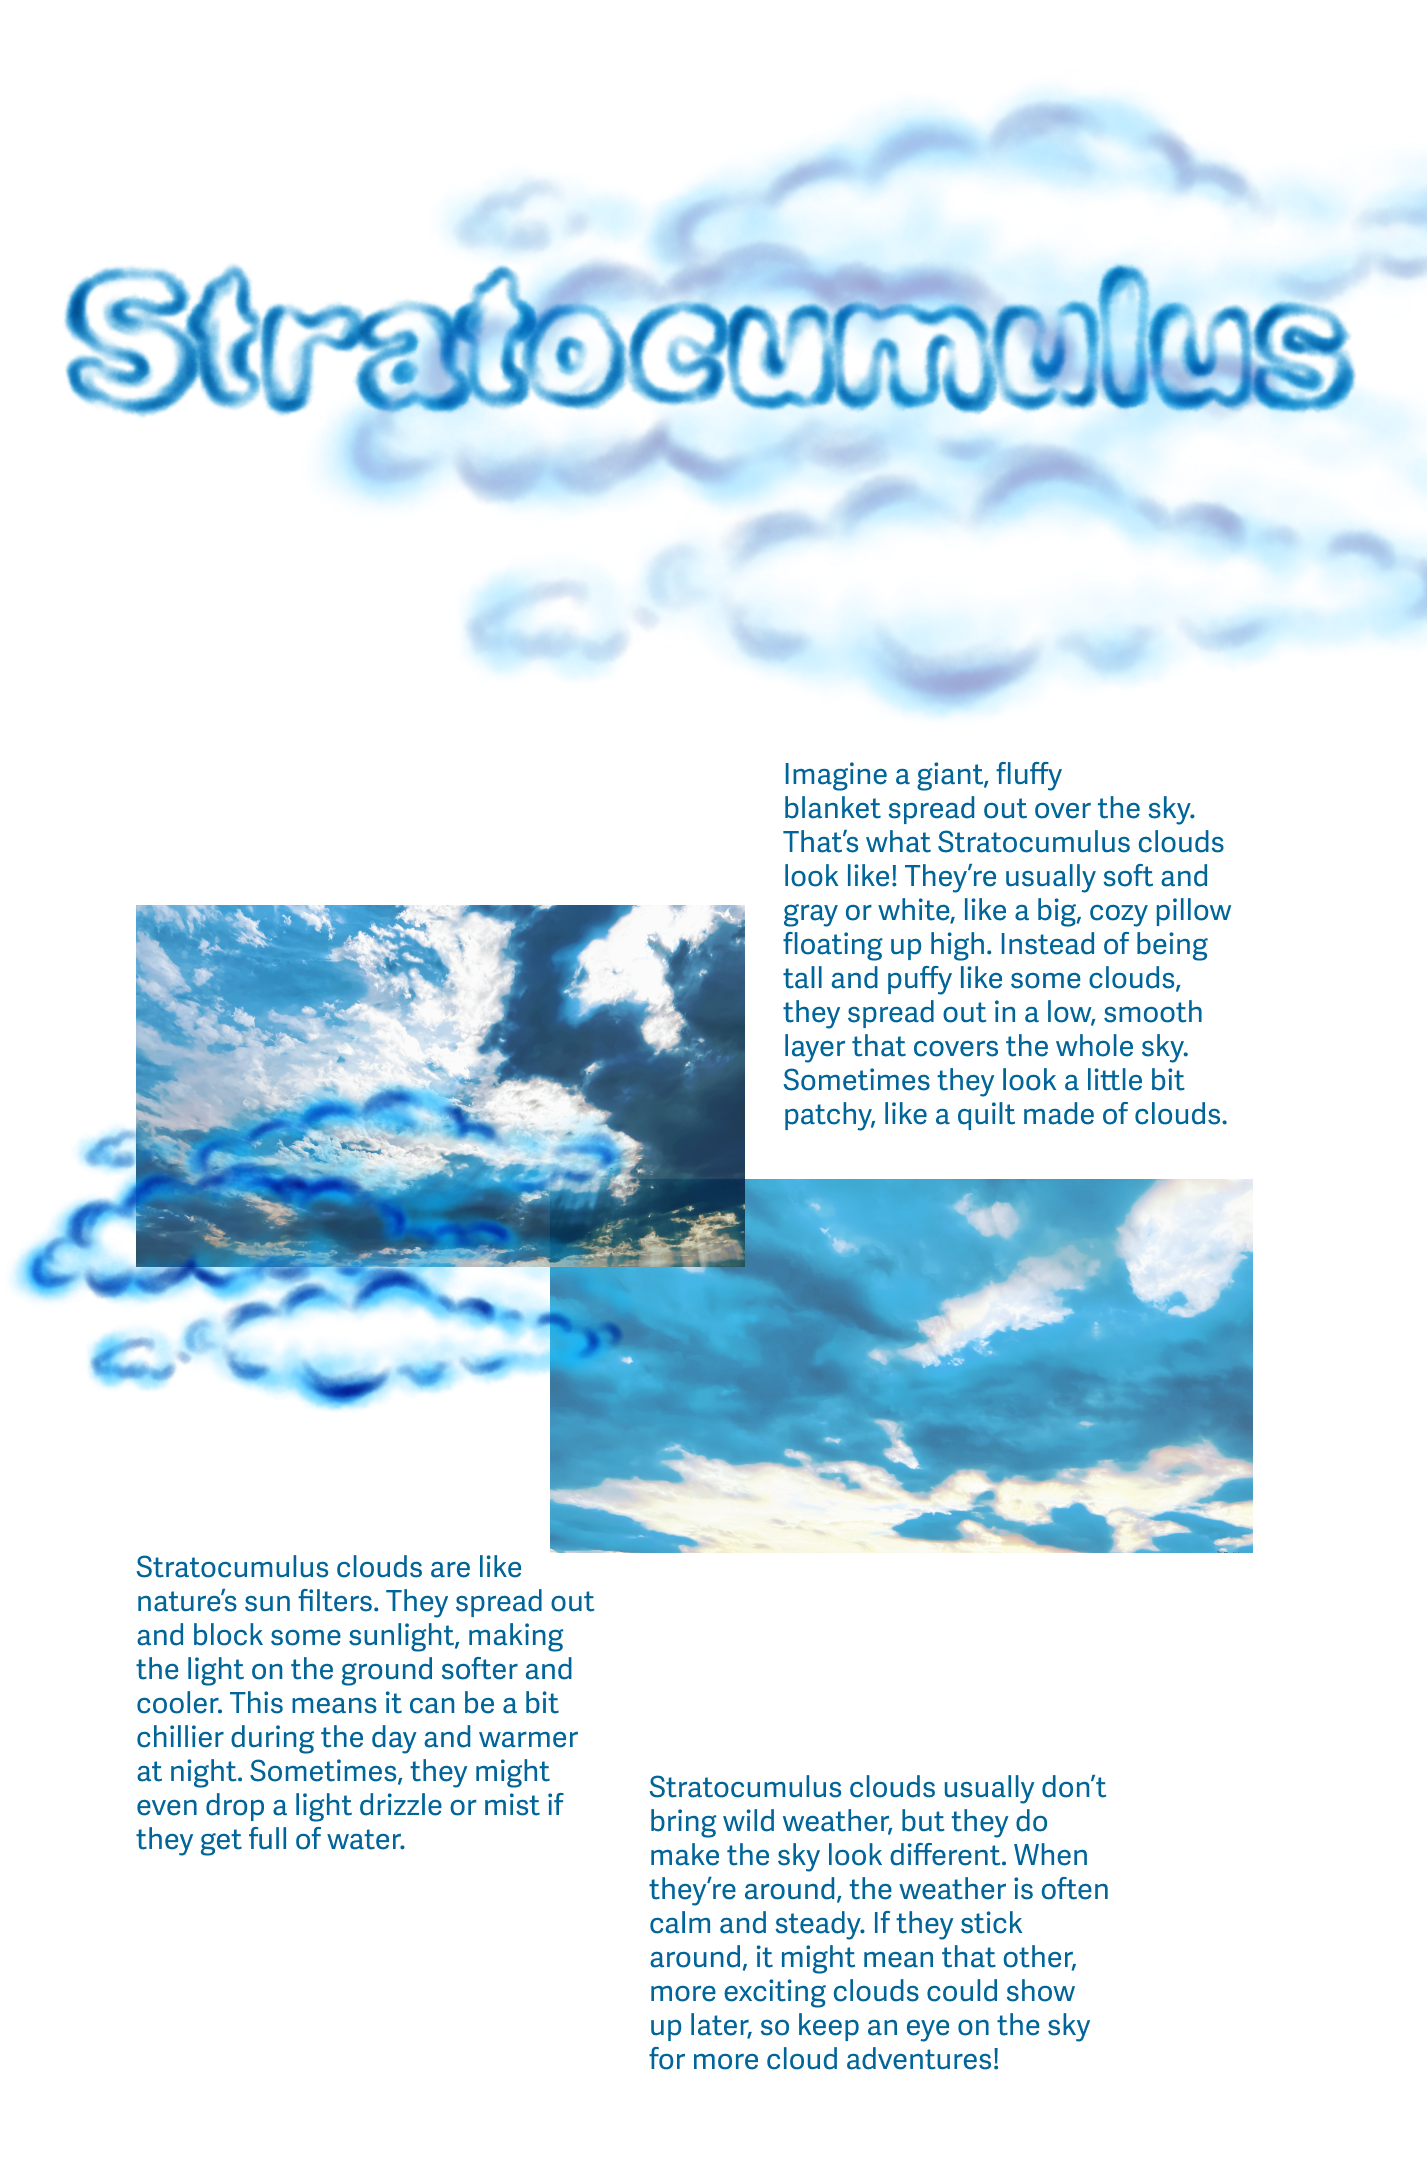 Stratocumulus
Imagine a giant, fluffy
blanket spread out over the sky.
That’s what Stratocumulus clouds
look like! They’re usually soft and
gray or white, like a big, cozy pillow
floating up high. Instead of being
tall and puffy like some clouds,
they spread out in a low, smooth
layer that covers the whole sky.
Sometimes they look a little bit
patchy, like a quilt made of clouds.
Stratocumulus clouds are like
nature’s sun filters. They spread out
and block some sunlight, making
the light on the ground softer and
cooler. This means it can be a bit
chillier during the day and warmer
at night. Sometimes, they might
even drop a light drizzle or mist if
they get full of water.
Stratocumulus clouds usually don’t
bring wild weather, but they do
make the sky look different. When
they’re around, the weather is often
calm and steady. If they stick
around, it might mean that other,
more exciting clouds could show
up later, so keep an eye on the sky
for more cloud adventures!